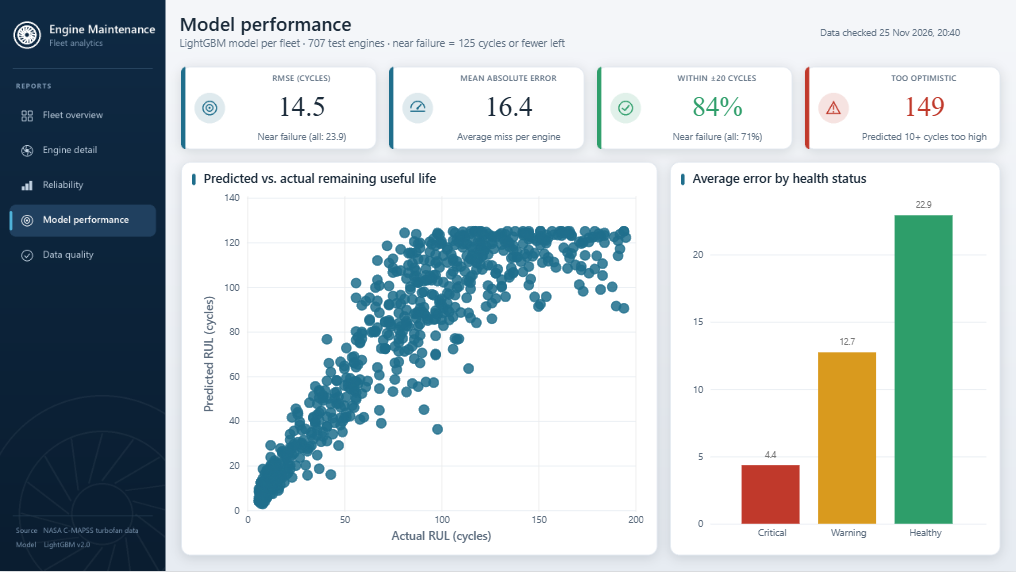 Engine Maintenance
Fleet analytics
REPORTS
Fleet overview
Engine detail
Reliability
Model performance
Data quality
Source NASA C-MAPSS turbofan data
Model LightGBM v2.0
Model performance
LightGBM model per fleet · 707 test engines · near failure = 125 cycles or fewer left
Data checked 25 Nov 2026, 20:40
RMSE (CYCLES)
14.5
Near failure (all: 23.9)
MEAN ABSOLUTE ERROR
16.4
Average miss per engine
WITHIN ±20 CYCLES
84%
Near failure (all: 71%)
TOO OPTIMISTIC
149
Predicted 10+ cycles too high
Predicted vs. actual remaining useful life
Predicted RUL (cycles)
140
120
100
80
60
40
20
0
0 50 100 150 200
Actual RUL (cycles)
Average error by health status
20
15
10
5
0
4.4
12.7
22.9
Critical Warning Healthy